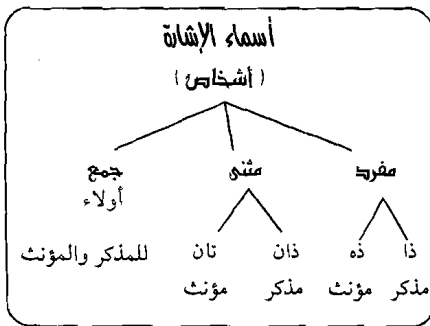 أسماء الإشارة
( أشخاص )
مفرد مثنى جمع
أولاء
ذا ذه ذان تان للمذكر والمؤنث
مذكر مؤنث مذكر مؤنث